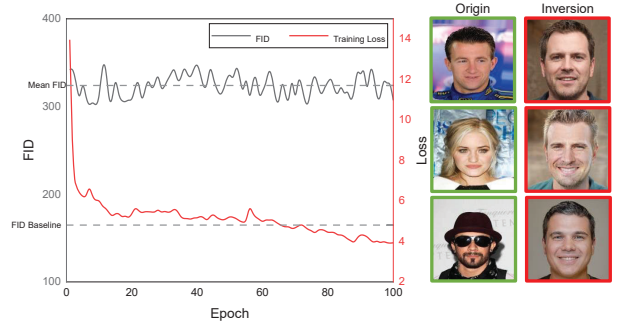 Origin Inversion
400
FID Training Loss
14
Mean FID
12
300
10
FID
8
Loss
200
6
FID Baseline
4
100
2
0 20 40 60 80 100
Epoch